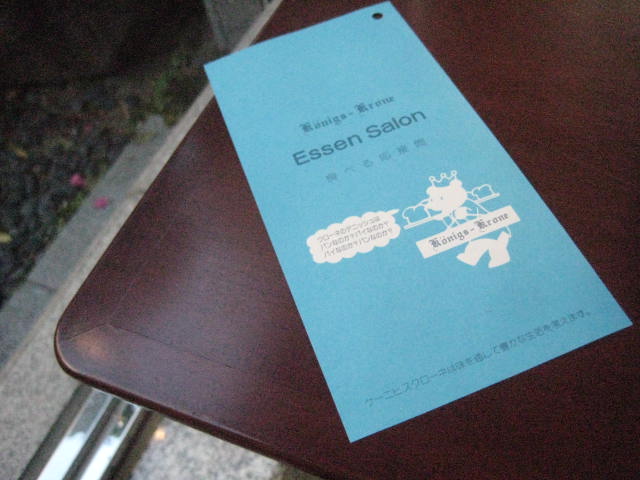 Königs-Krone
Essen Salon
食べる応接間
クローネのデニッシュは
パンなのか?パイなのか?
パイなのか?パンなのか?
Königs-Krone
ケーニヒスクローネは味を通して豊かな生活を考えます。